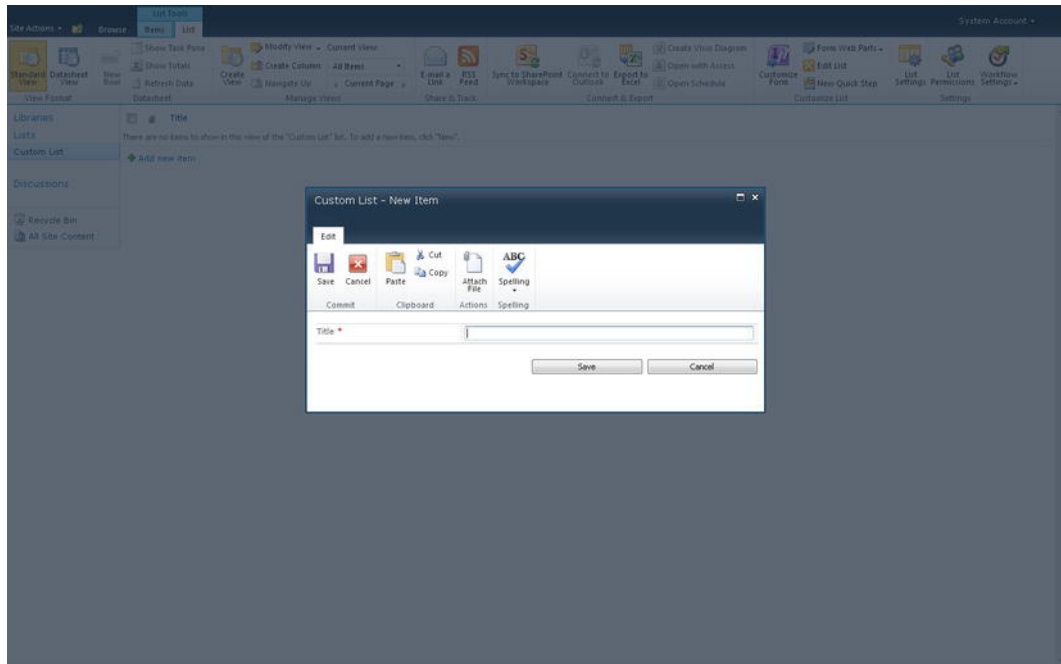 List Tools
Site Actions
Browse
Items
List
System Account
Standard View
Datasheet View
New Row
Show Task Pane
Show Totals
Refresh Data
Create View
Modify View
Create Column
Navigate Up
Current View:
All Items
Current Page
E-mail a Link
RSS Feed
Sync to SharePoint Workspace
Connect to Outlook
Export to Excel
Create Visio Diagram
Open with Access
Open Schedule
Customize Form
Form Web Parts
Edit List
New Quick Step
List Settings
List Permissions
Workflow Settings
View Format
Datasheet
Manage Views
Share & Track
Connect & Export
Customize List
Settings
Libraries
Lists
Custom List
Discussions
Recycle Bin
All Site Content
Title
There are no items to show in this view of the "Custom List" list. To add a new item, click "New".
Add new item
Custom List - New Item
Edit
Save
Cancel
Paste
Cut
Copy
Attach File
ABC
Spelling
Commit
Clipboard
Actions
Spelling
Title *
Save
Cancel